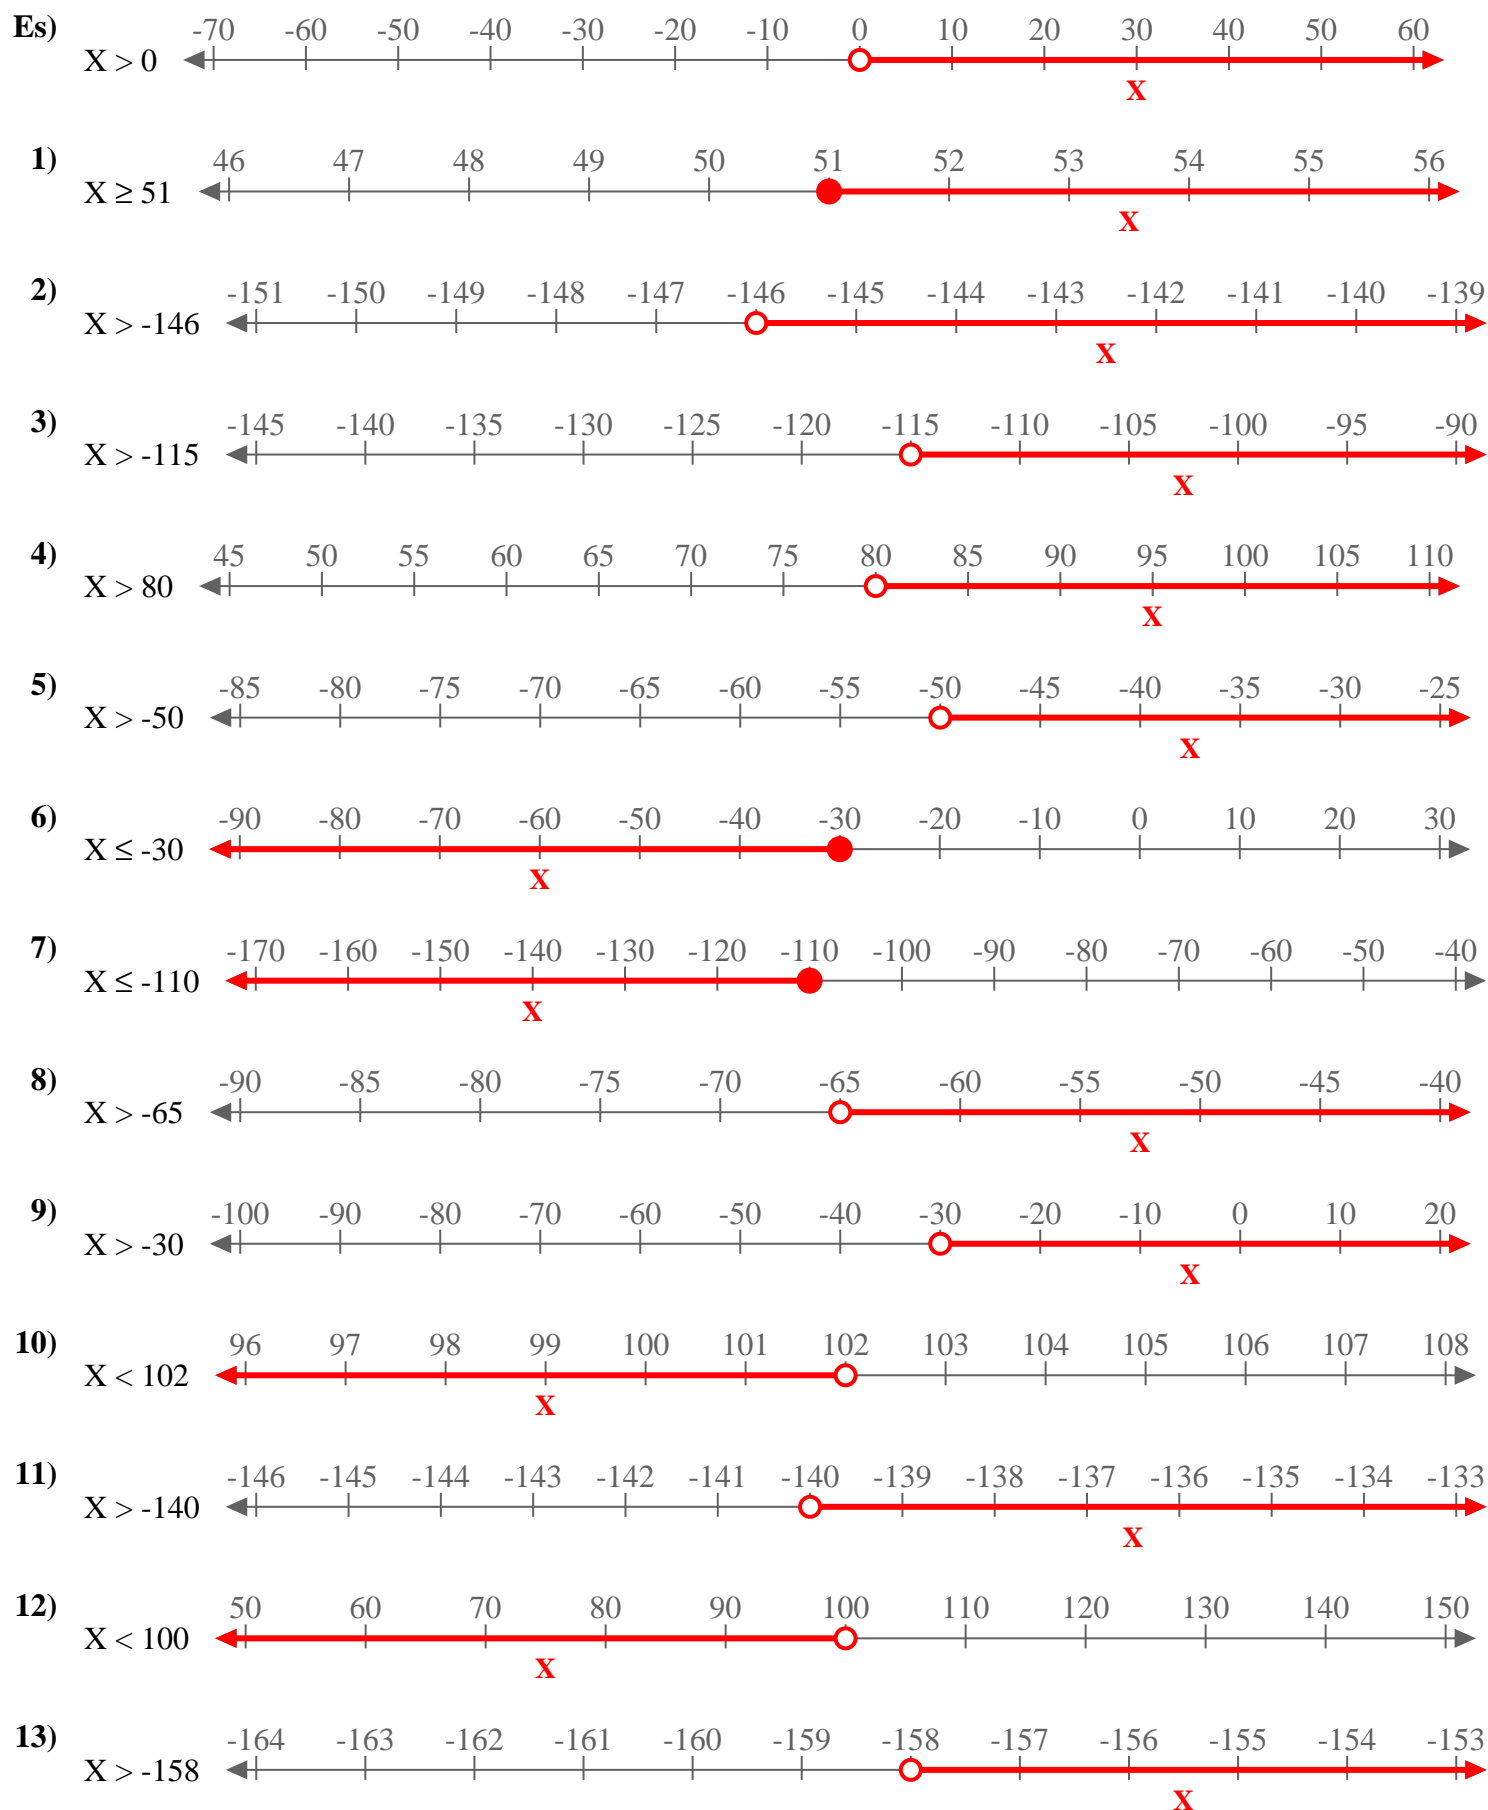 Es) -70 -60 -50 -40 -30 -20 -10 0 10 20 30 40 50 60
X > 0
X
1) 46 47 48 49 50 51 52 53 54 55 56
X ≥ 51
X
2) -151 -150 -149 -148 -147 -146 -145 -144 -143 -142 -141 -140 -139
X > -146
X
3) -145 -140 -135 -130 -125 -120 -115 -110 -105 -100 -95 -90
X > -115
X
4) 45 50 55 60 65 70 75 80 85 90 95 100 105 110
X > 80
X
5) -85 -80 -75 -70 -65 -60 -55 -50 -45 -40 -35 -30 -25
X > -50
X
6) -90 -80 -70 -60 -50 -40 -30 -20 -10 0 10 20 30
X ≤ -30
X
7) -170 -160 -150 -140 -130 -120 -110 -100 -90 -80 -70 -60 -50 -40
X ≤ -110
X
8) -90 -85 -80 -75 -70 -65 -60 -55 -50 -45 -40
X > -65
X
9) -100 -90 -80 -70 -60 -50 -40 -30 -20 -10 0 10 20
X > -30
X
10) 96 97 98 99 100 101 102 103 104 105 106 107 108
X < 102
X
11) -146 -145 -144 -143 -142 -141 -140 -139 -138 -137 -136 -135 -134 -133
X > -140
X
12) 50 60 70 80 90 100 110 120 130 140 150
X < 100
X
13) -164 -163 -162 -161 -160 -159 -158 -157 -156 -155 -154 -153
X > -158
X